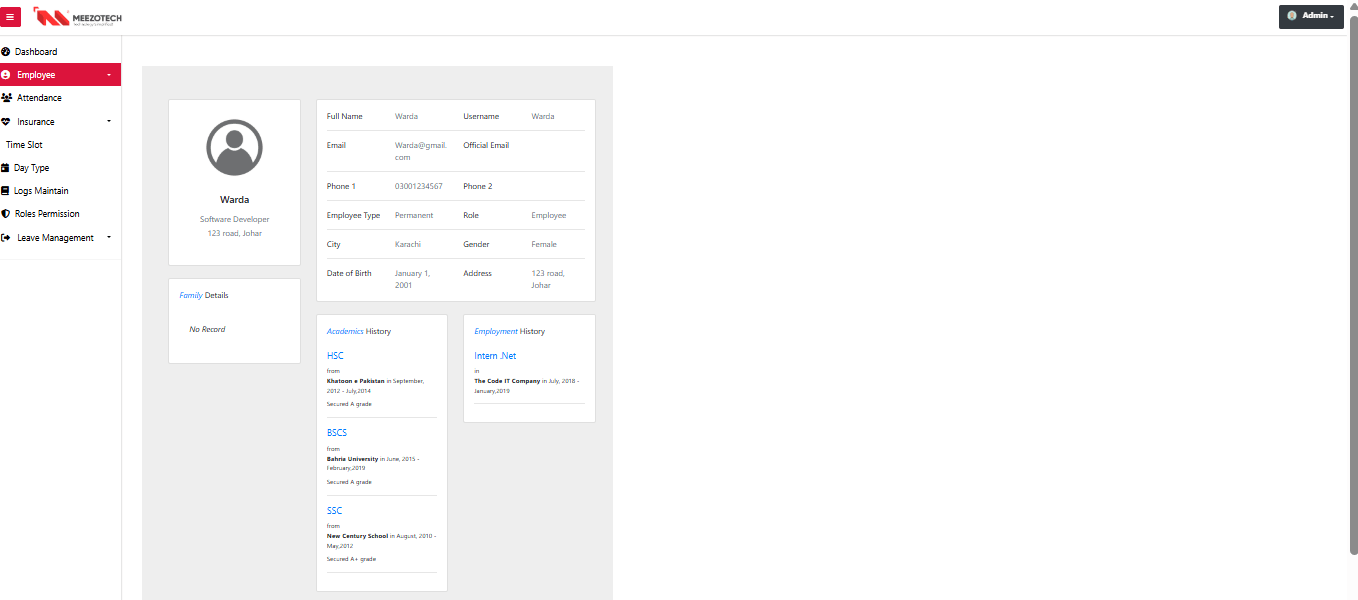 MEEZOTECH
Admin
Dashboard
Employee
Attendance
Insurance
Time Slot
Day Type
Logs Maintain
Roles Permission
Leave Management
Warda
Software Developer
123 road, Johar
Full Name Warda Username Warda
Email Warda@gmail. Official Email
com
Phone 1 03001234567 Phone 2
Employee Type Permanent Role Employee
City Karachi Gender Female
Date of Birth January 1, Address 123 road,
2001 Johar
Family Details
No Record
Academics History
HSC
from
Khatoon e Pakistan in September,
2012 - July,2014
Secured A grade
BSCS
from
Bahria University in June, 2015 -
February,2019
Secured A grade
SSC
from
New Century School in August, 2010 -
May,2012
Secured A+ grade
Employment History
Intern .Net
in
The Code IT Company in July, 2018 -
January,2019